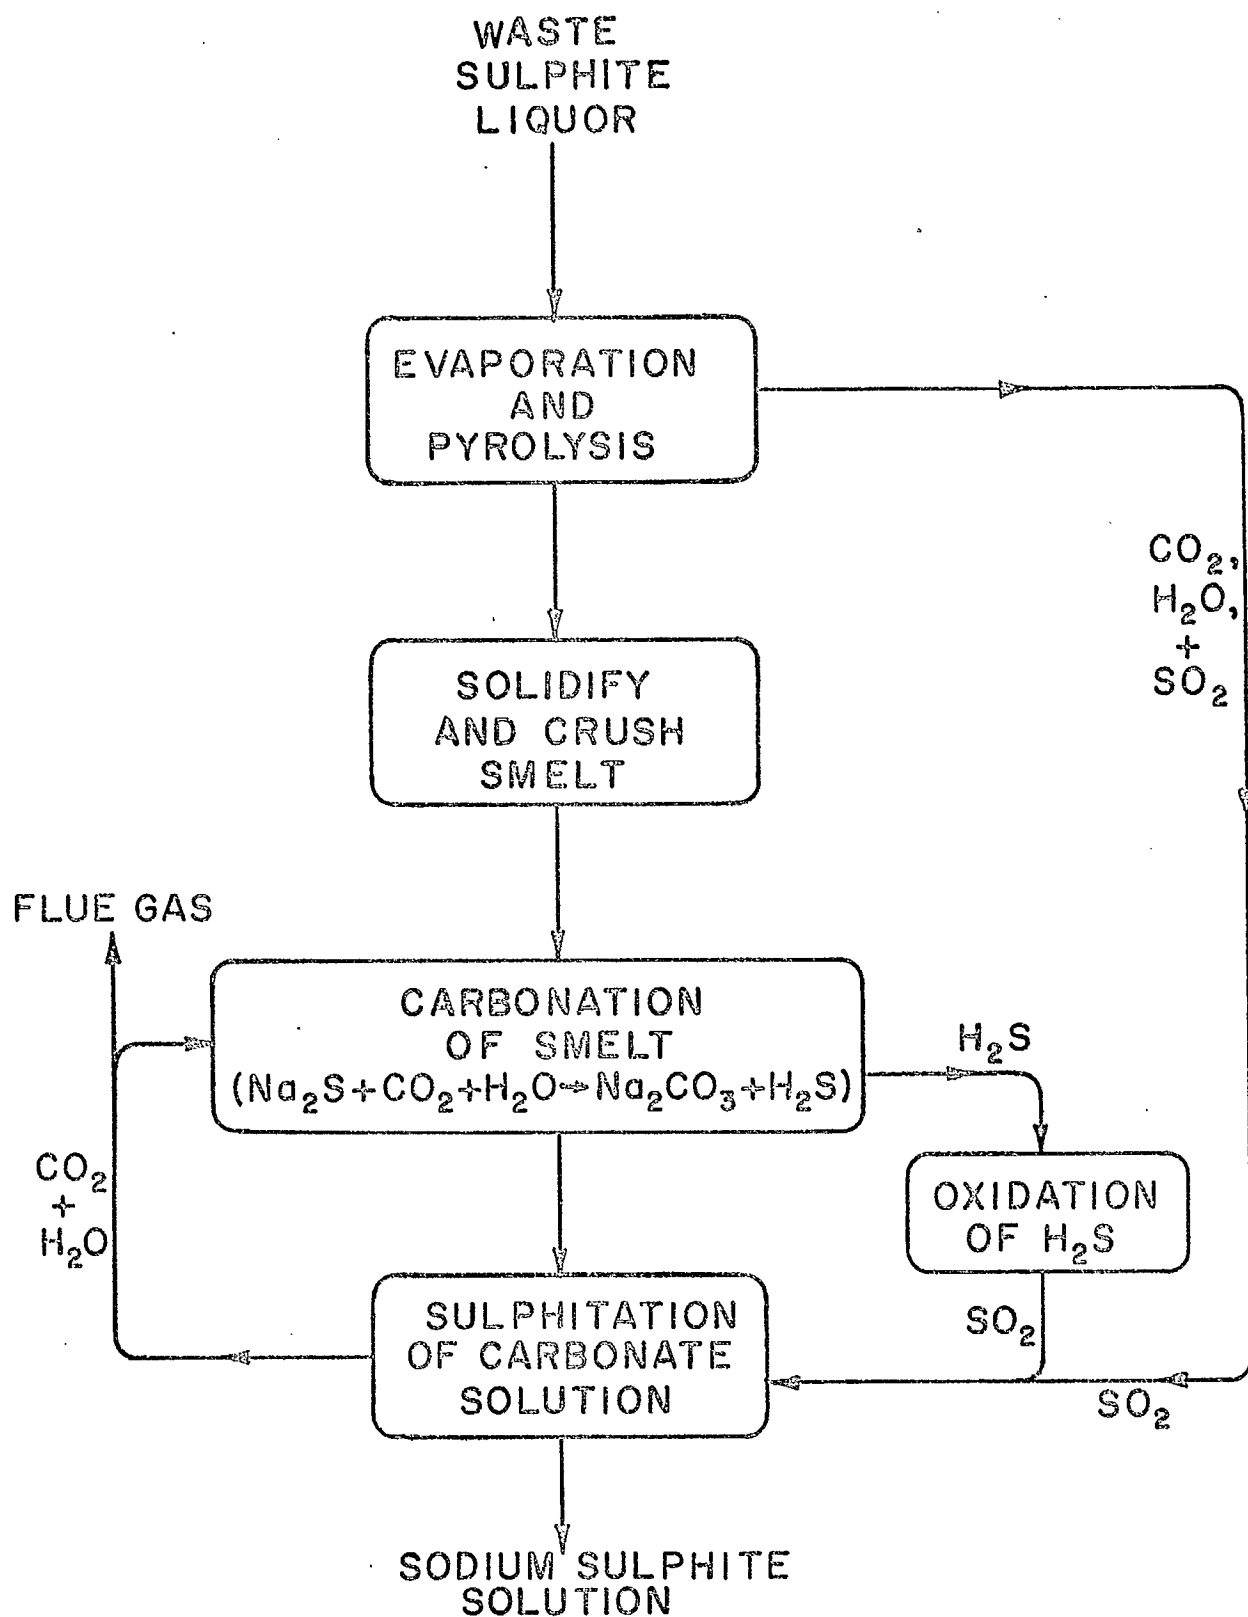 WASTE
SULPHITE
LIQUOR
EVAPORATION
AND
PYROLYSIS
CO₂,
H₂O,
+
SO₂
SOLIDIFY
AND CRUSH
SMELT
FLUE GAS
CARBONATION
OF SMELT
(Na₂S+CO₂+H₂O→Na₂CO₃+H₂S)
H₂S
CO₂
+
H₂O
OXIDATION
OF H₂S
SO₂
SULPHITATION
OF CARBONATE
SOLUTION
SO₂
SODIUM SULPHITE
SOLUTION